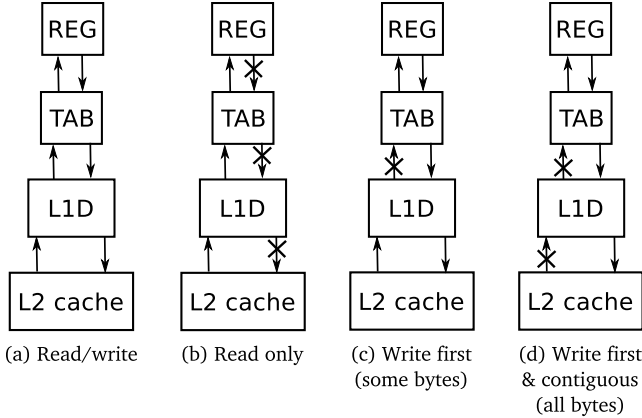 REG REG REG REG
TAB TAB TAB TAB
L1D L1D L1D L1D
L2 cache L2 cache L2 cache L2 cache
(a) Read/write (b) Read only (c) Write first (d) Write first
(some bytes) & contiguous
(all bytes)